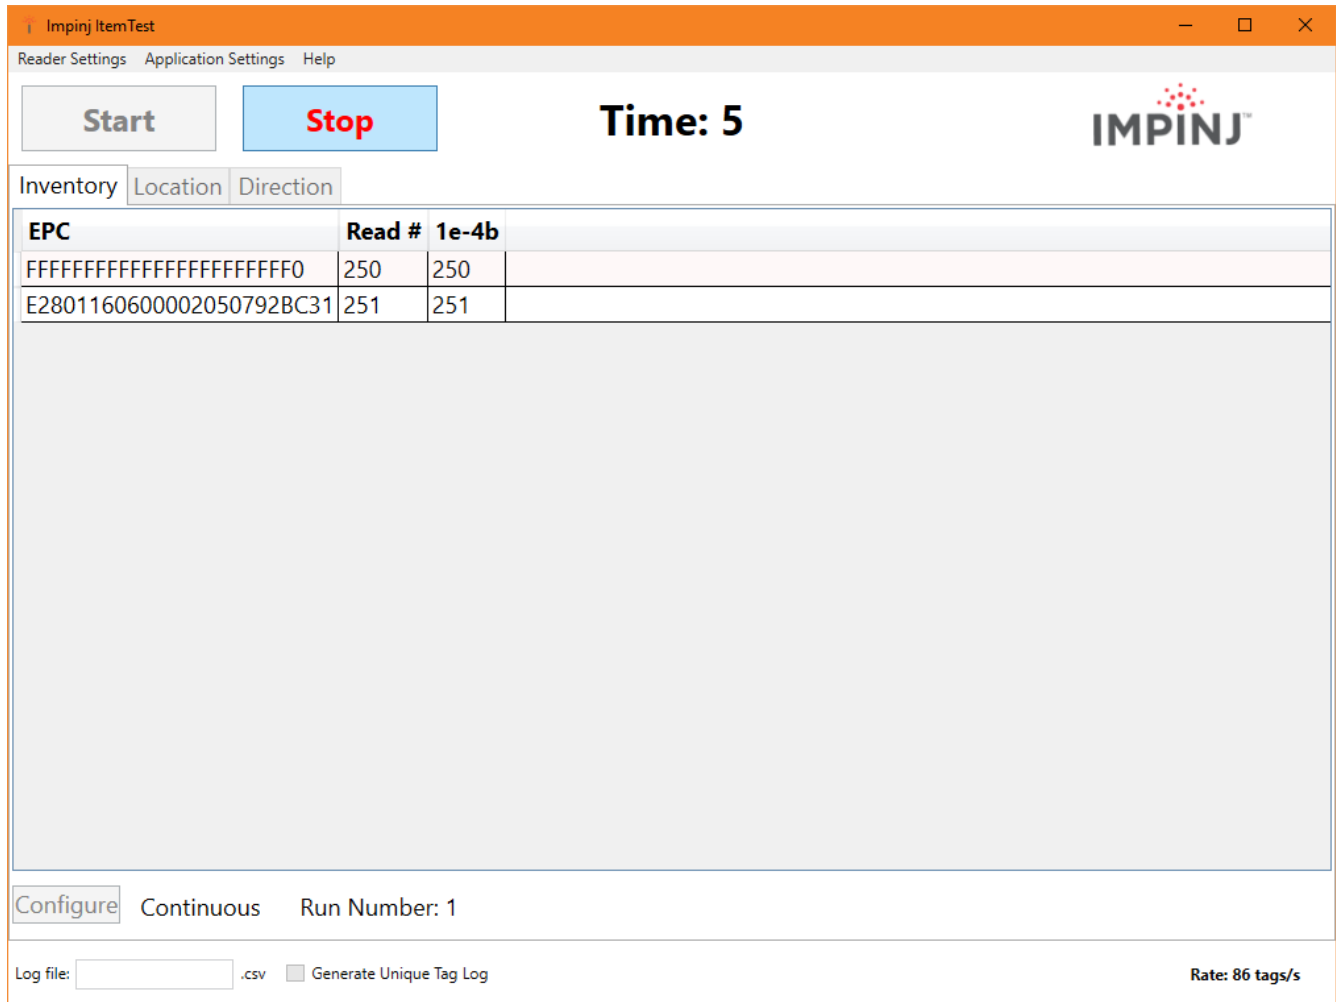 Impinj ItemTest
Reader Settings Application Settings Help
Start Stop Time: 5 IMPINJ™
Inventory Location Direction
EPC Read # 1e-4b
FFFFFFFFFFFFFFFFFFFFFFF0 250 250
E2801160600002050792BC31 251 251
Configure Continuous Run Number: 1
Log file: .csv Generate Unique Tag Log Rate: 86 tags/s